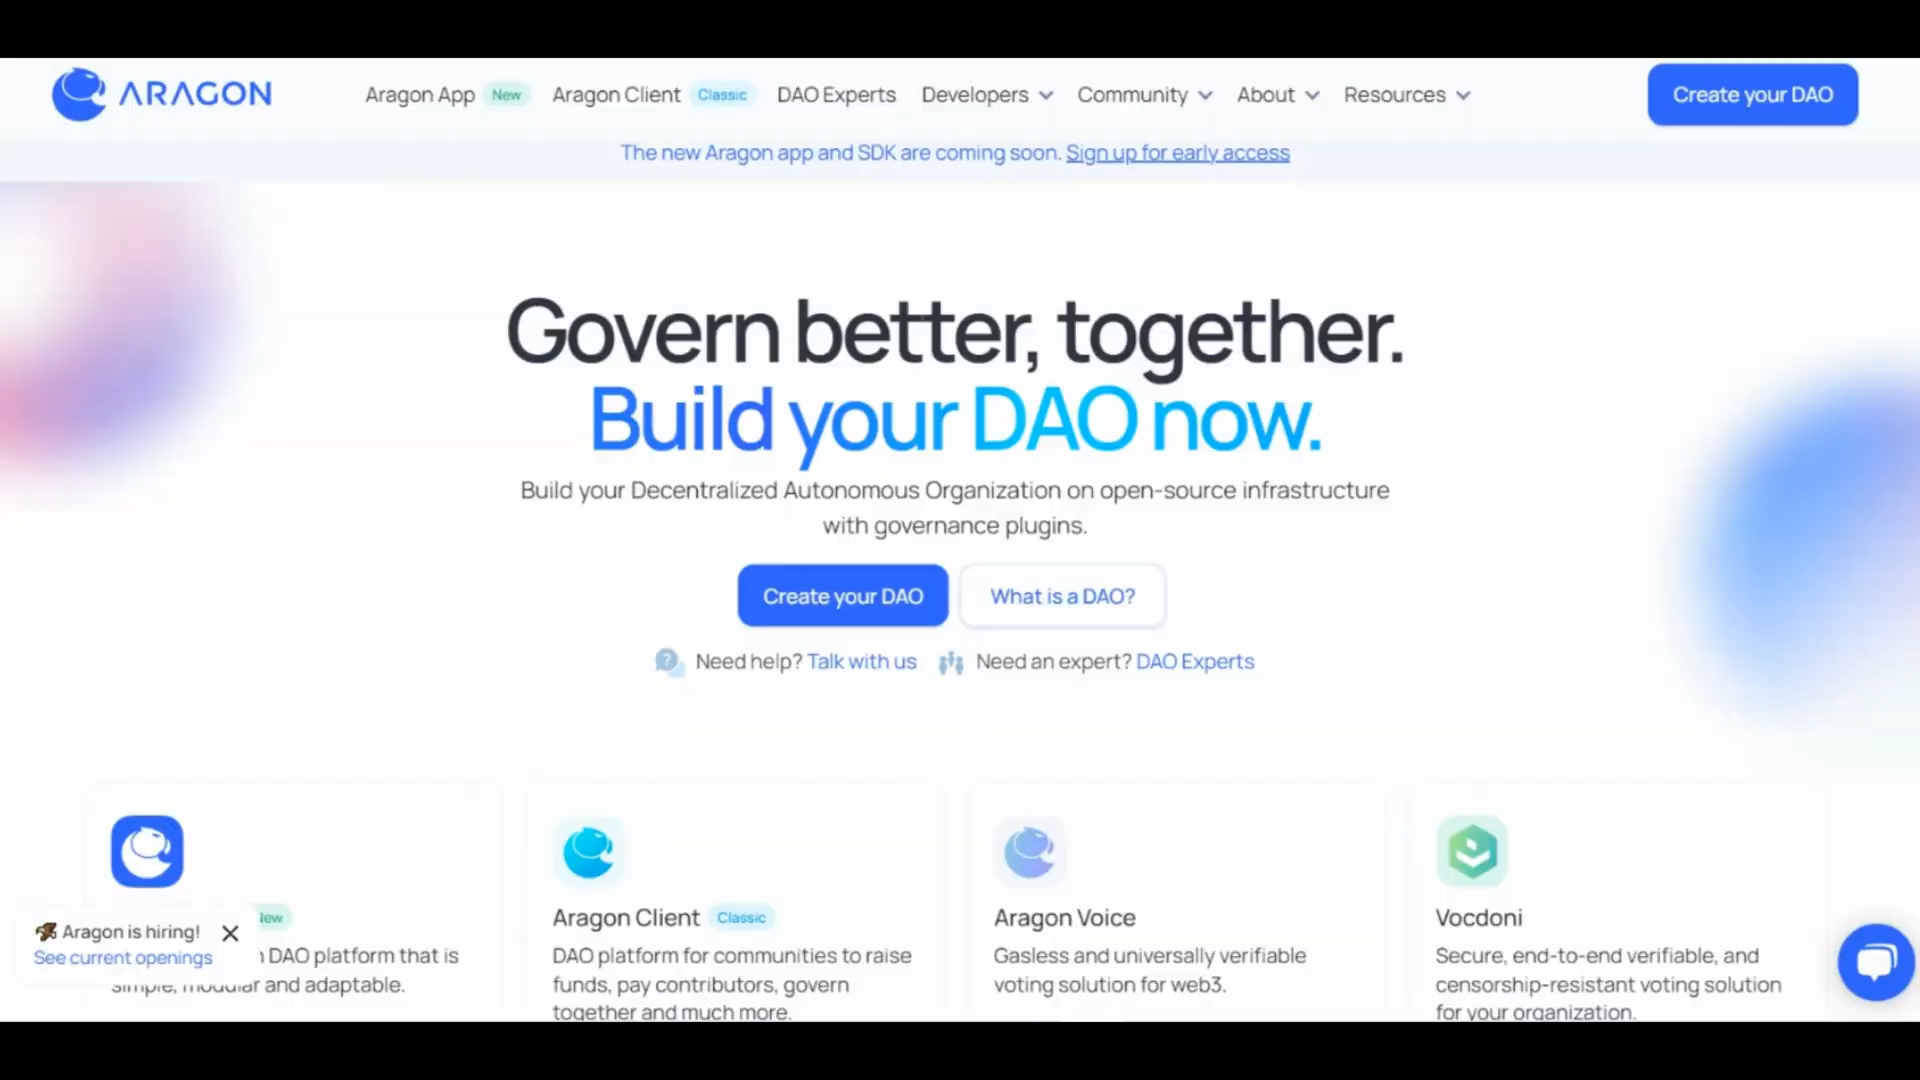 ARAGON
Aragon App New Aragon Client Classic DAO Experts Developers Community About Resources Create your DAO
The new Aragon app and SDK are coming soon. Sign up for early access
Govern better, together.
Build your DAO now.
Build your Decentralized Autonomous Organization on open-source infrastructure
with governance plugins.
Create your DAO What is a DAO?
Need help? Talk with us Need an expert? DAO Experts
Aragon is hiring!
See current openings
New
DAO platform that is
simple, modular and adaptable.
Aragon Client Classic
DAO platform for communities to raise
funds, pay contributors, govern
together and much more.
Aragon Voice
Gasless and universally verifiable
voting solution for web3.
Vocdoni
Secure, end-to-end verifiable, and
censorship-resistant voting solution
for your organization.